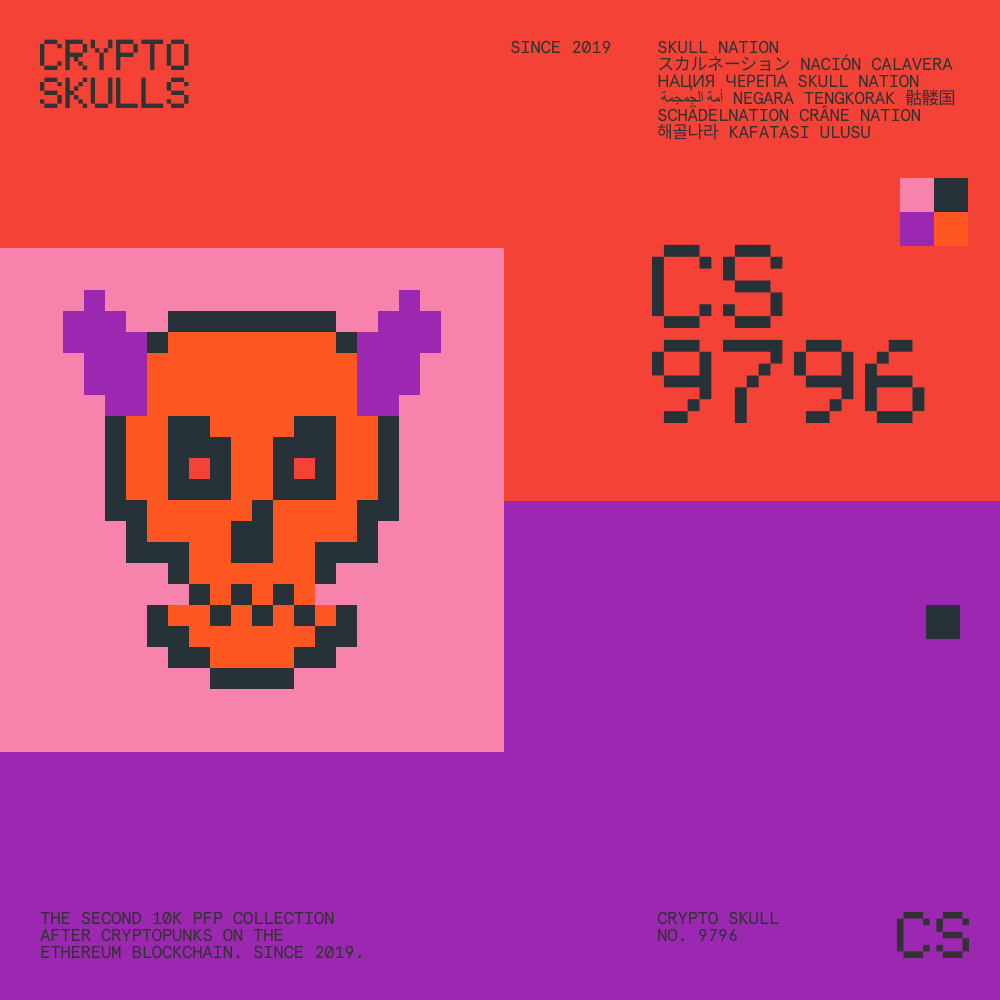 CRYPTO
SKULLS
SINCE 2019
SKULL NATION
スカルネーション NACIÓN CALAVERA
НАЦИЯ ЧЕРЕПА SKULL NATION
أمة الجمجمة NEGARA TENGKORAK 骷髅国
SCHÄDELNATION CRÂNE NATION
해골나라 KAFATASI ULUSU
CS
9796
THE SECOND 10K PFP COLLECTION
AFTER CRYPTOPUNKS ON THE
ETHEREUM BLOCKCHAIN. SINCE 2019.
CRYPTO SKULL
NO. 9796
CS